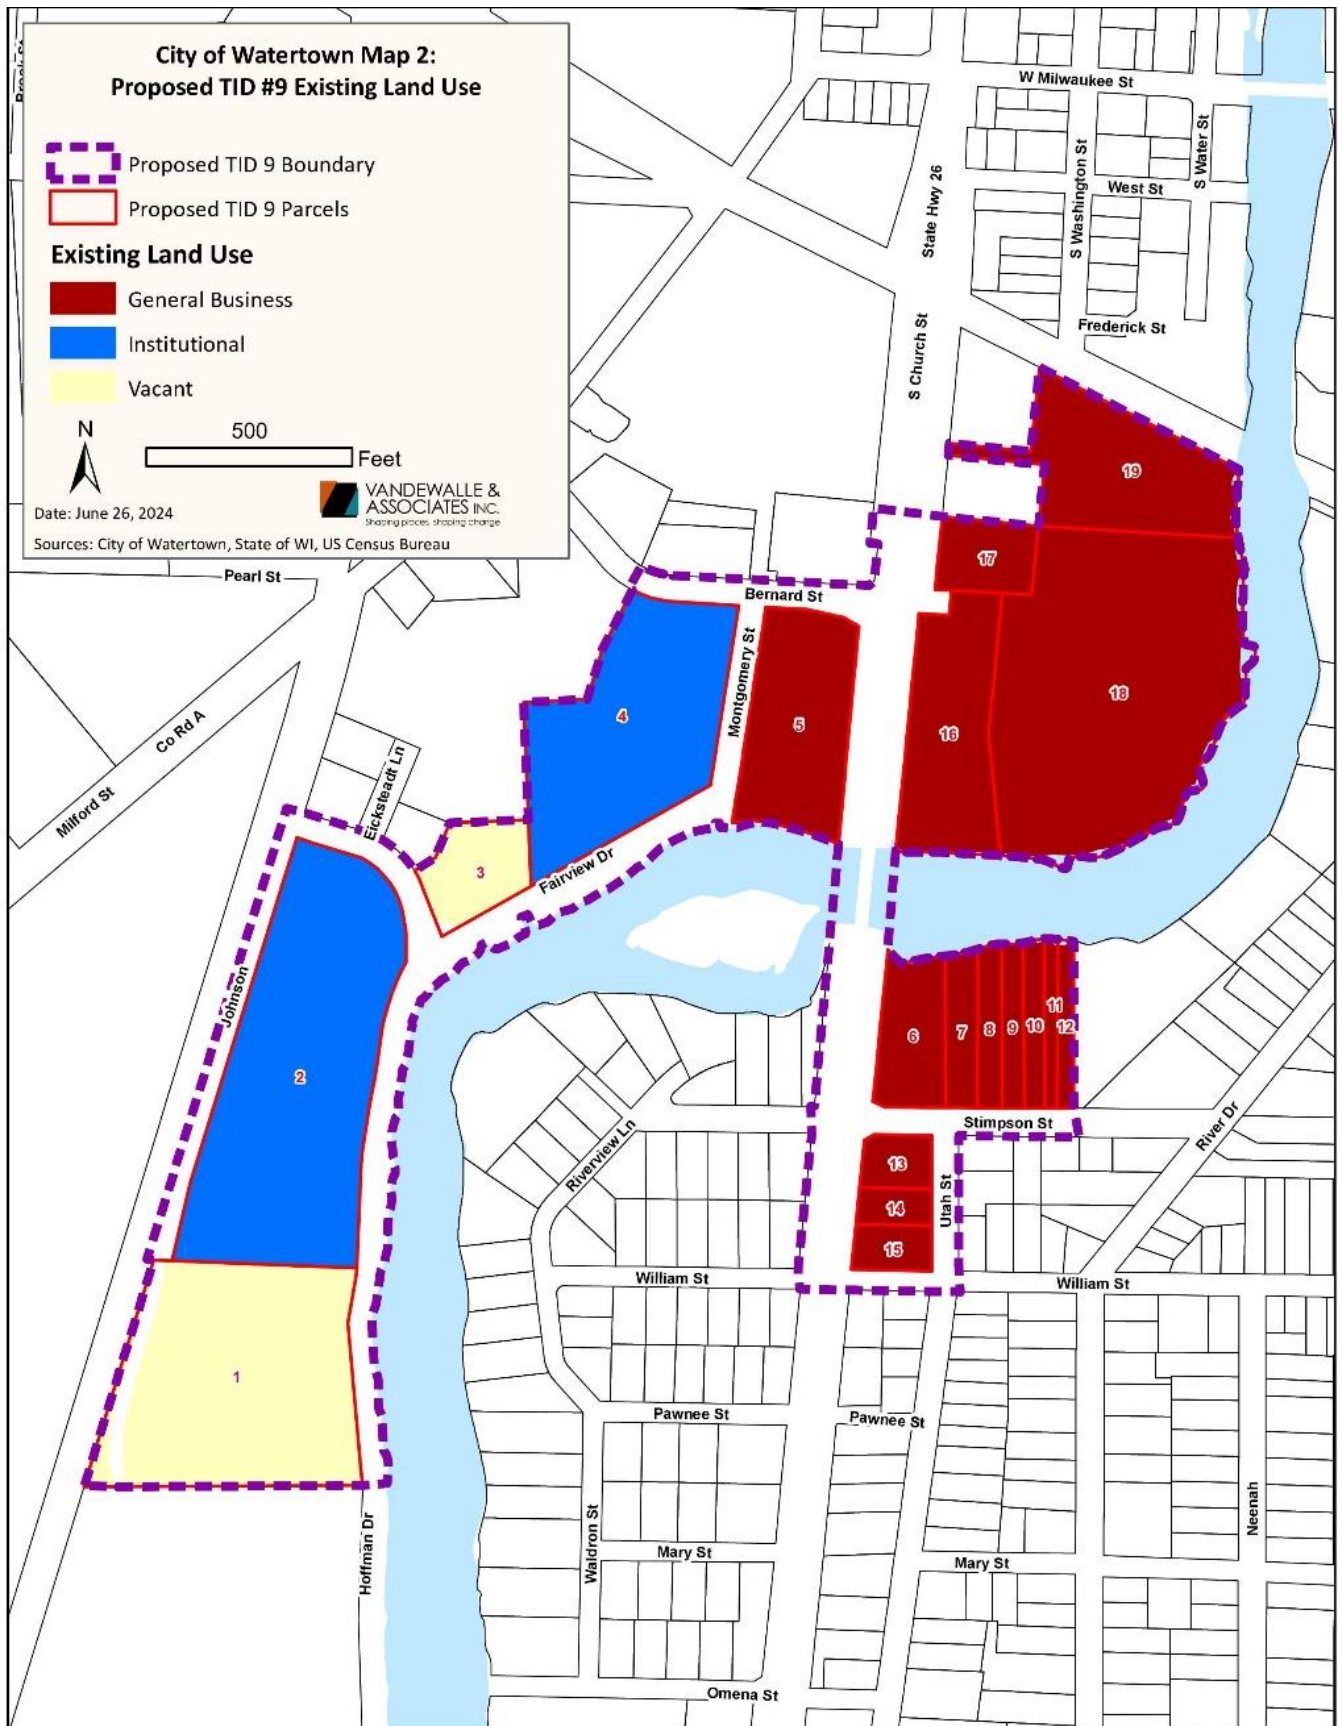 City of Watertown Map 2:
Proposed TID #9 Existing Land Use
Proposed TID 9 Boundary
Proposed TID 9 Parcels
Existing Land Use
General Business
Institutional
Vacant
N
500
Feet
VANDEWALLE &
ASSOCIATES INC.
Shaping places, shaping change
Date: June 26, 2024
Sources: City of Watertown, State of WI, US Census Bureau
W Milwaukee St
S Water St
S Washington St
West St
State Hwy 26
Frederick St
S Church St
19
17
Pearl St
Bernard St
18
4
Montgomery St
5
16
Co Rd A
Eicksteadt Ln
Milford St
3
Fairview Dr
Johnson
11
6
7
8
9
10
12
2
Stimpson St
River Dr
Riverview Ln
13
Utah St
14
15
William St
William St
1
Pawnee St
Pawnee St
Neenah
Waldron St
Hoffman Dr
Mary St
Mary St
Omena St